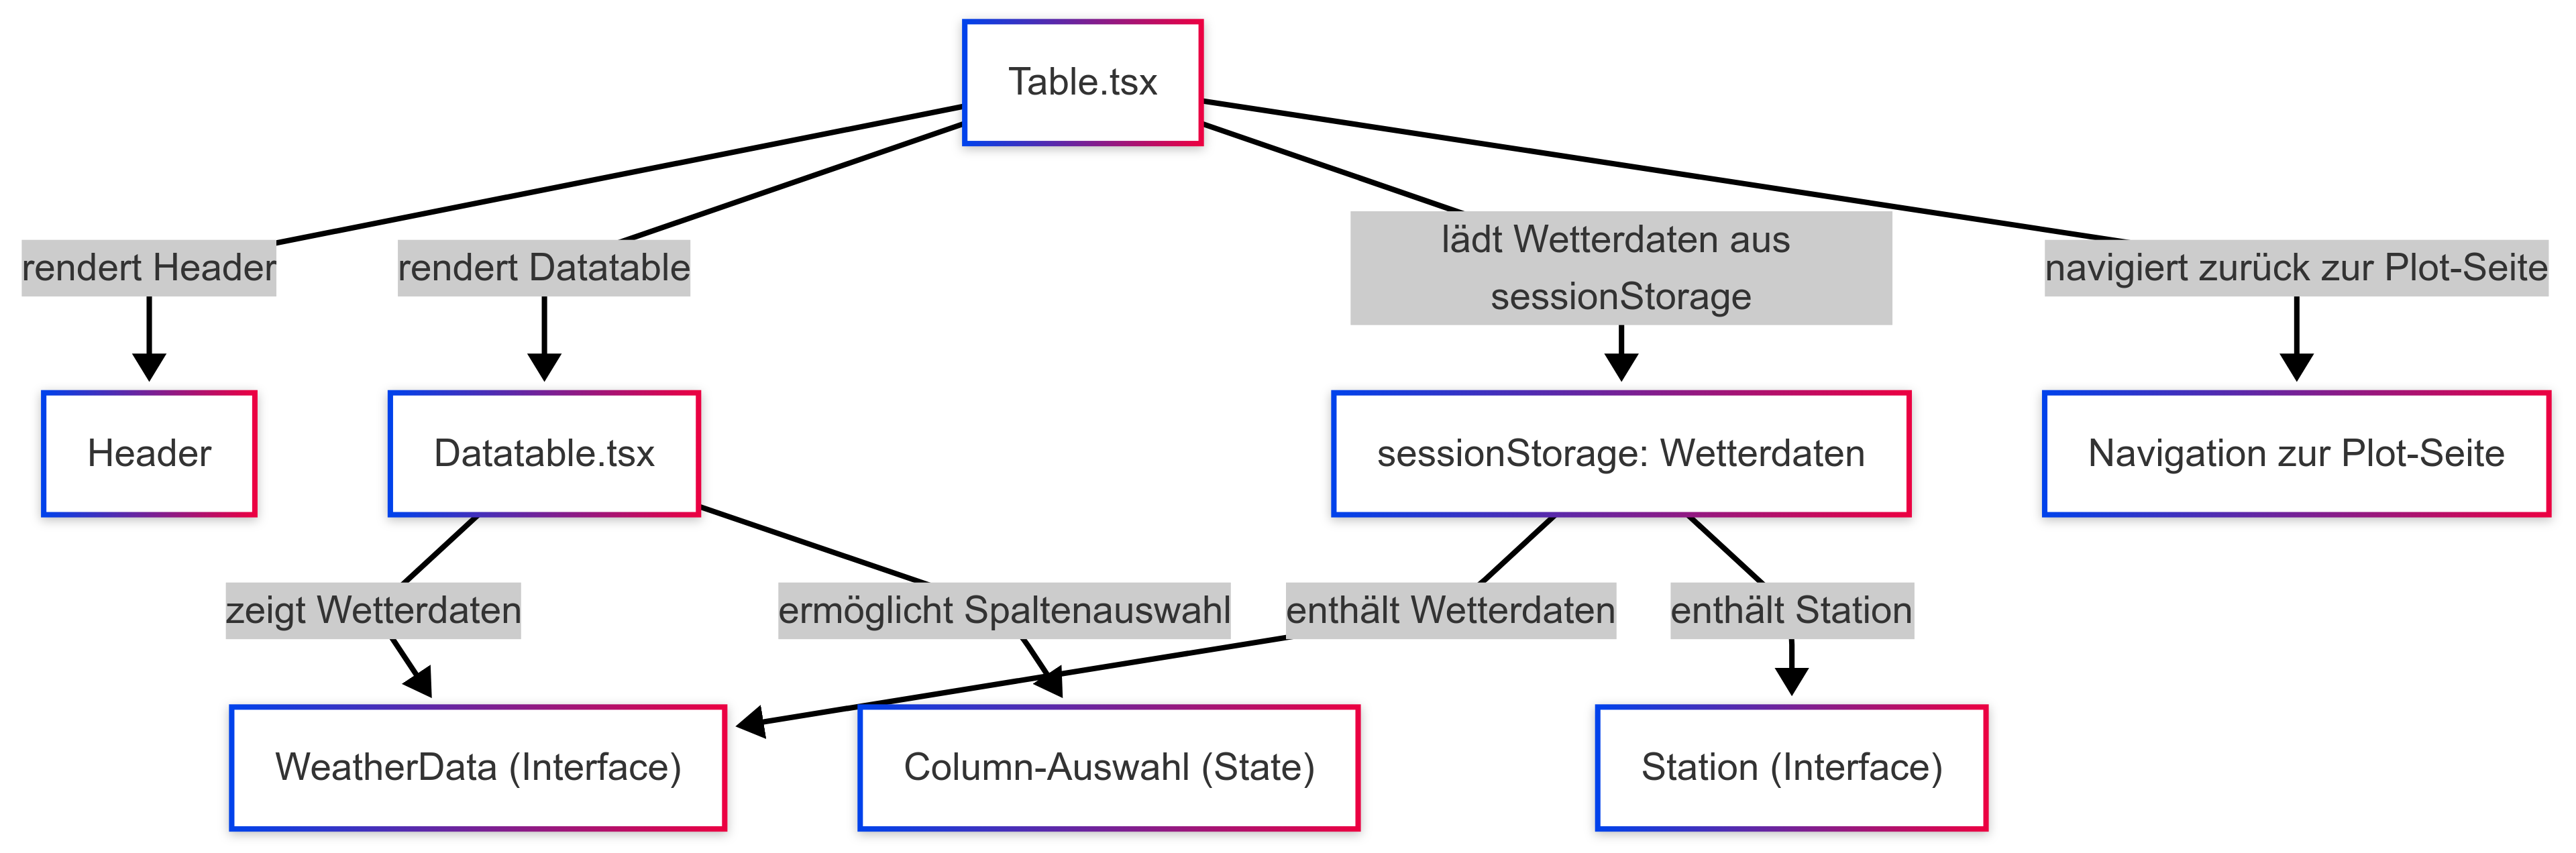 Table.tsx
rendert Header
rendert Datatable
lädt Wetterdaten aus
sessionStorage
navigiert zurück zur Plot-Seite
Header
Datatable.tsx
sessionStorage: Wetterdaten
Navigation zur Plot-Seite
zeigt Wetterdaten
ermöglicht Spaltenauswahl
enthält Wetterdaten
enthält Station
WeatherData (Interface)
Column-Auswahl (State)
Station (Interface)